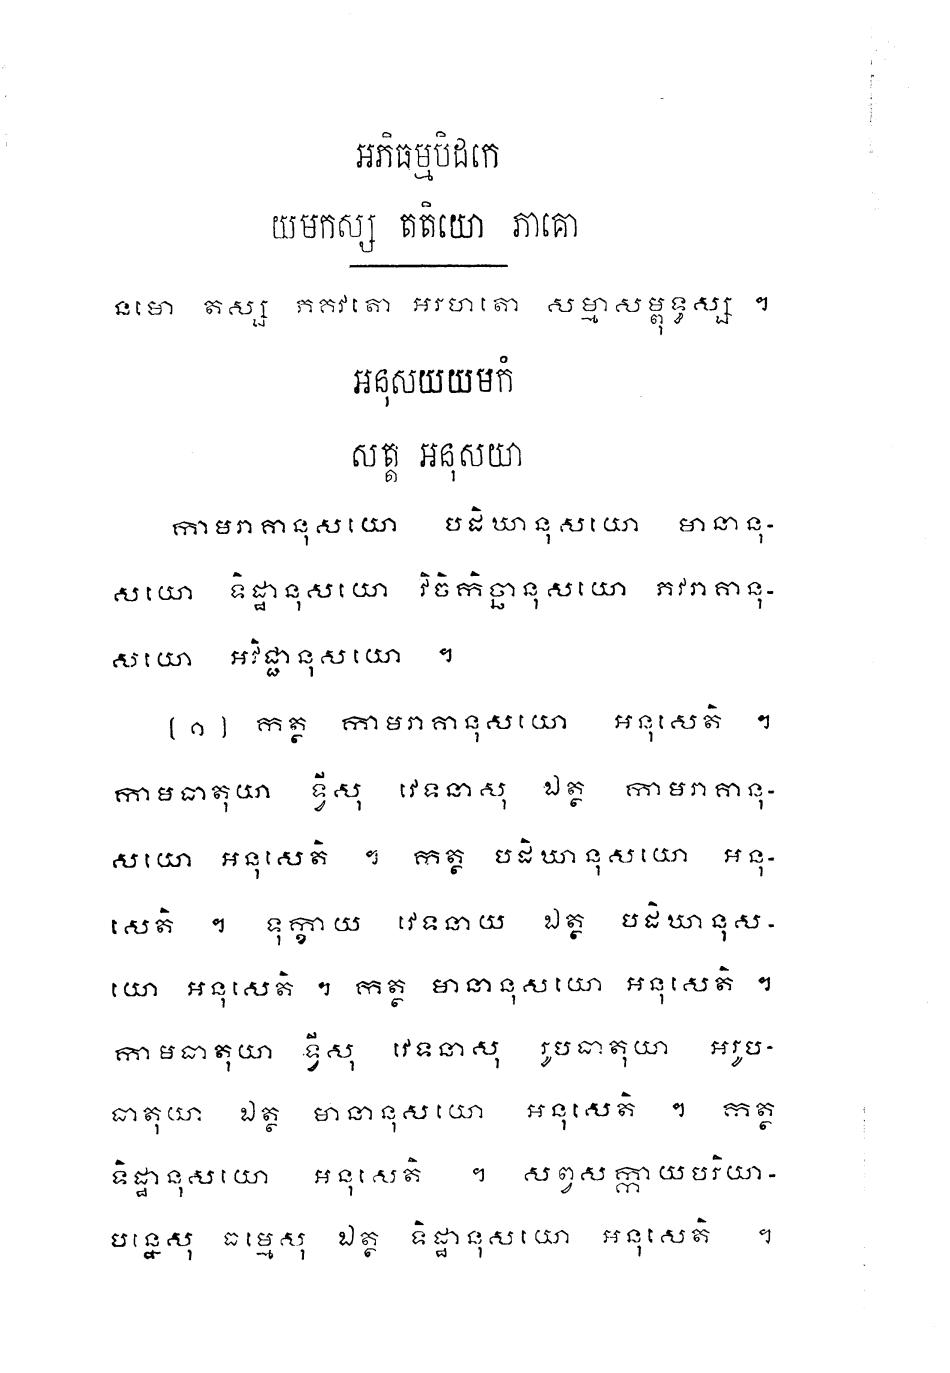 អភិធម្មបិដកេ
យមកស្ស តតិយោ ភាគោ
នមោ តស្ស ភគវតោ អរហតោ សម្មាសម្ពុទ្ធស្ស ។
អនុសយយមកំ
សត្ត អនុសយា
កាមរាគានុសយោ បដិឃានុសយោ មានានុ-
សយោ ទិដ្ឋានុសយោ វិចិកិច្ឆានុសយោ ភវរាគានុ-
សយោ អវិជ្ជានុសយោ ។
(១) កត្ថ កាមរាគានុសយោ អនុសេតិ ។
កាមធាតុយា ទ្វីសុ វេទនាសុ ឯត្ថ កាមរាគានុ-
សយោ អនុសេតិ ។ កត្ថ បដិឃានុសយោ អនុ-
សេតិ ។ ទុក្ខាយ វេទនាយ ឯត្ថ បដិឃានុស-
យោ អនុសេតិ ។ កត្ថ មានានុសយោ អនុសេតិ ។
កាមធាតុយា ទ្វីសុ វេទនាសុ រូបធាតុយា អរូប-
ធាតុយា ឯត្ថ មានានុសយោ អនុសេតិ ។ កត្ថ
ទិដ្ឋានុសយោ អនុសេតិ ។ សព្វសក្កាយបរិយា-
បន្នេសុ ធម្មេសុ ឯត្ថ ទិដ្ឋានុសយោ អនុសេតិ ។